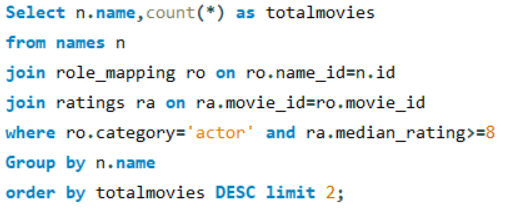 Select n.name,count(*) as totalmovies
from names n
join role_mapping ro on ro.name_id=n.id
join ratings ra on ra.movie_id=ro.movie_id
where ro.category='actor' and ra.median_rating>=8
Group by n.name
order by totalmovies DESC limit 2;